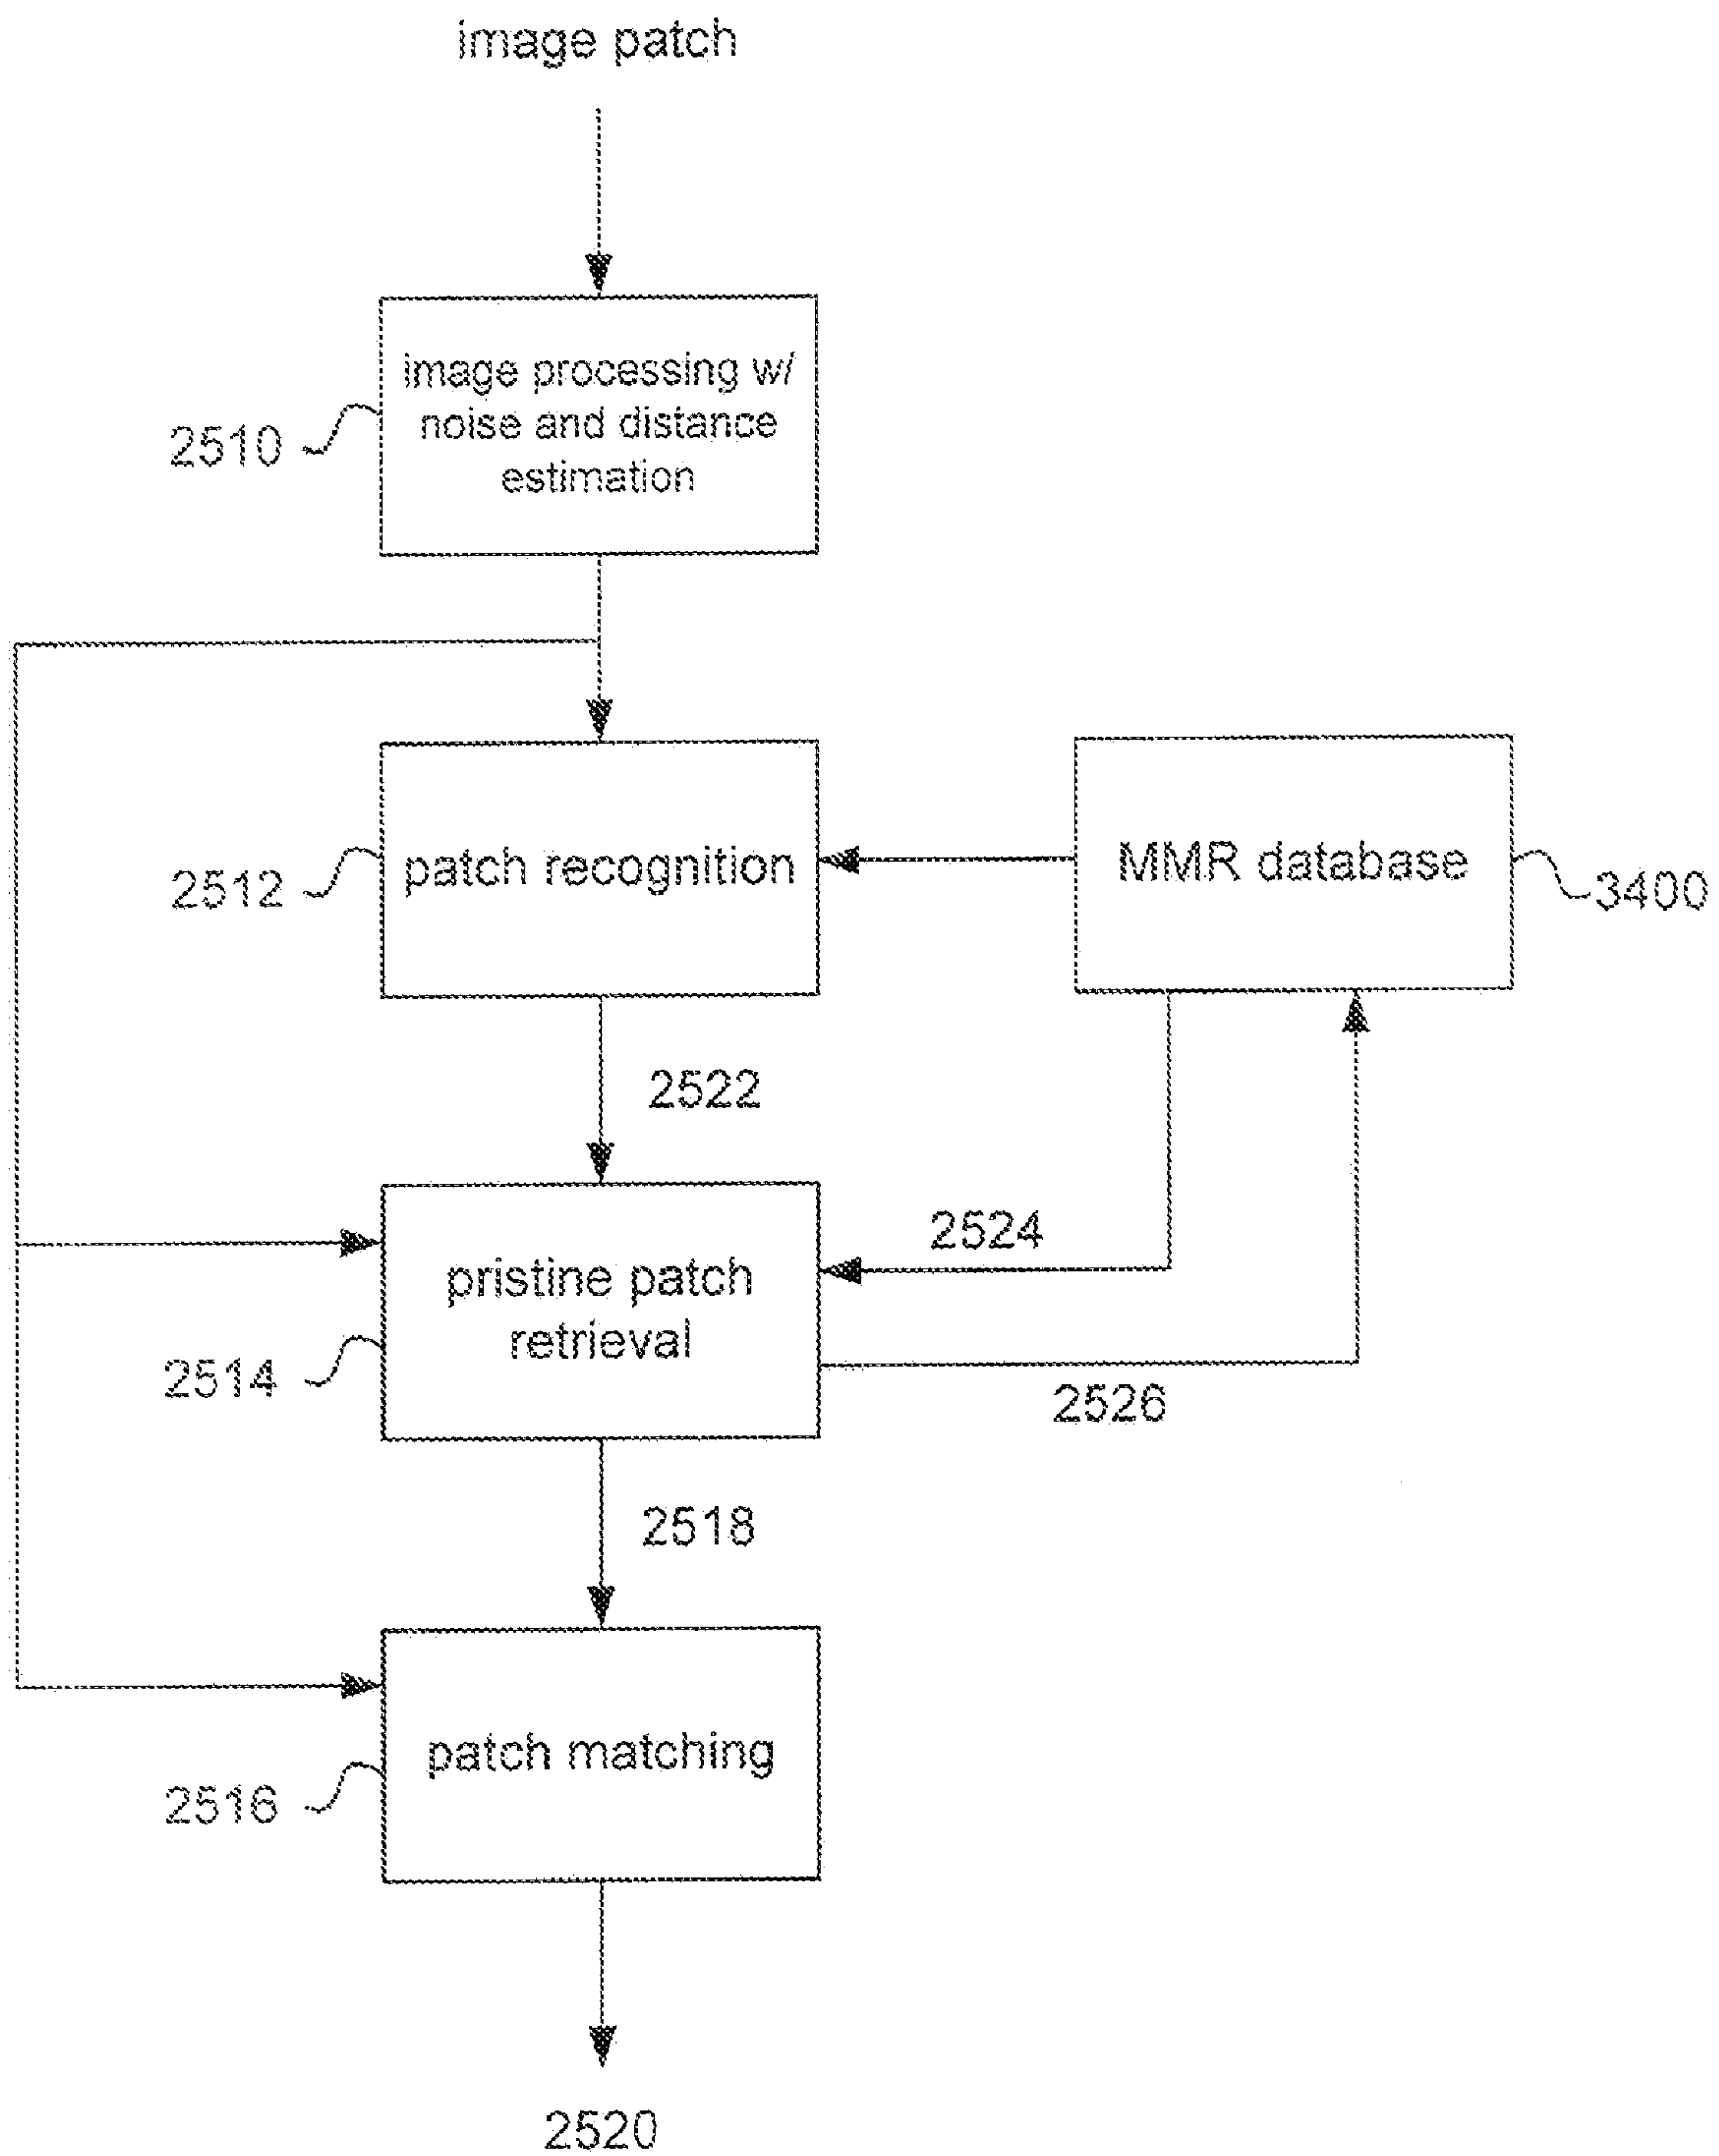 image patch
image processing w/
noise and distance
estimation
2510
patch recognition
2512
MMR database
3400
2522
2524
pristine patch
retrieval
2514
2526
2518
patch matching
2516
2520